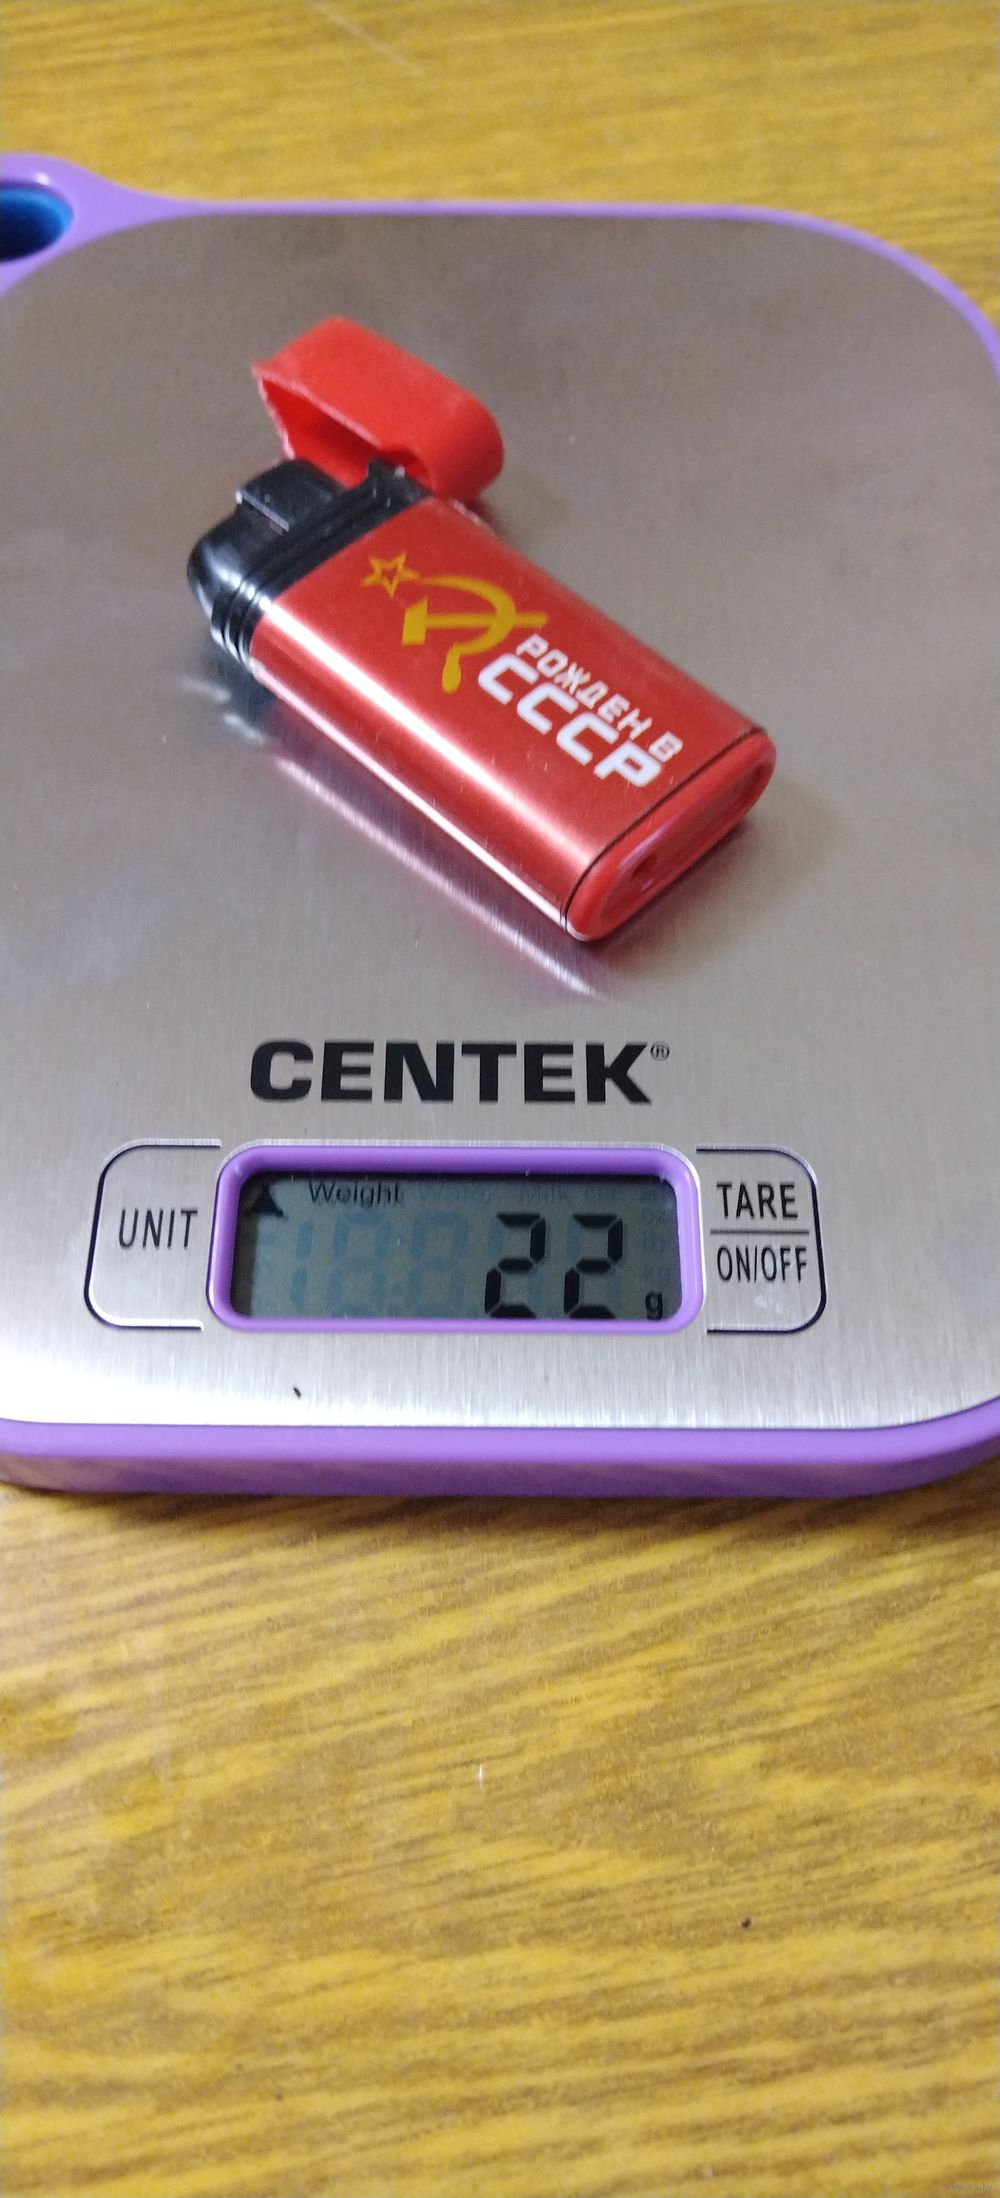 РОЖДЕН В
СССР
CENTEK®
UNIT
Weight
22
g
TARE
ON/OFF